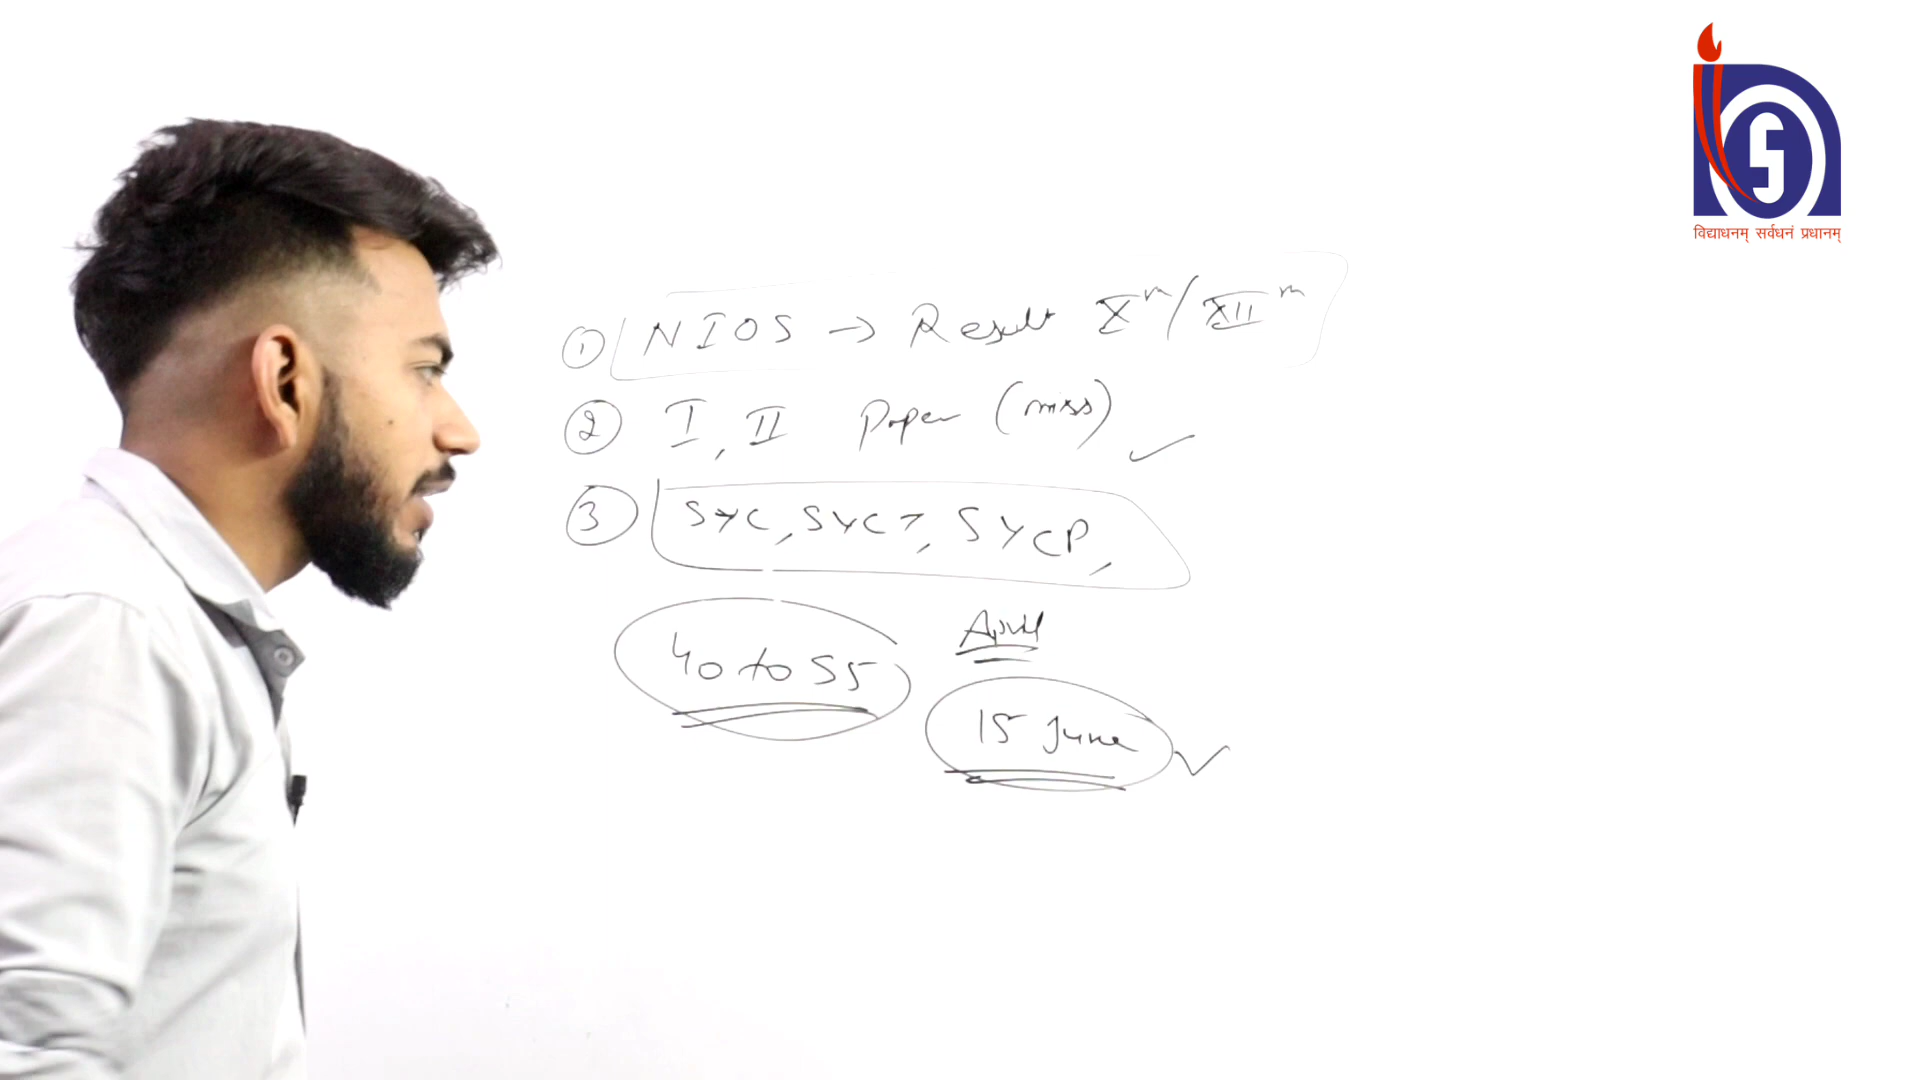 विद्याधनम् सर्वधनं प्रधानम्
① NIOS → Result Xth/XIIth
② I, II Paper (miss)
③ SYC, SYCT, SYCP,
40 to 55
April
15 June